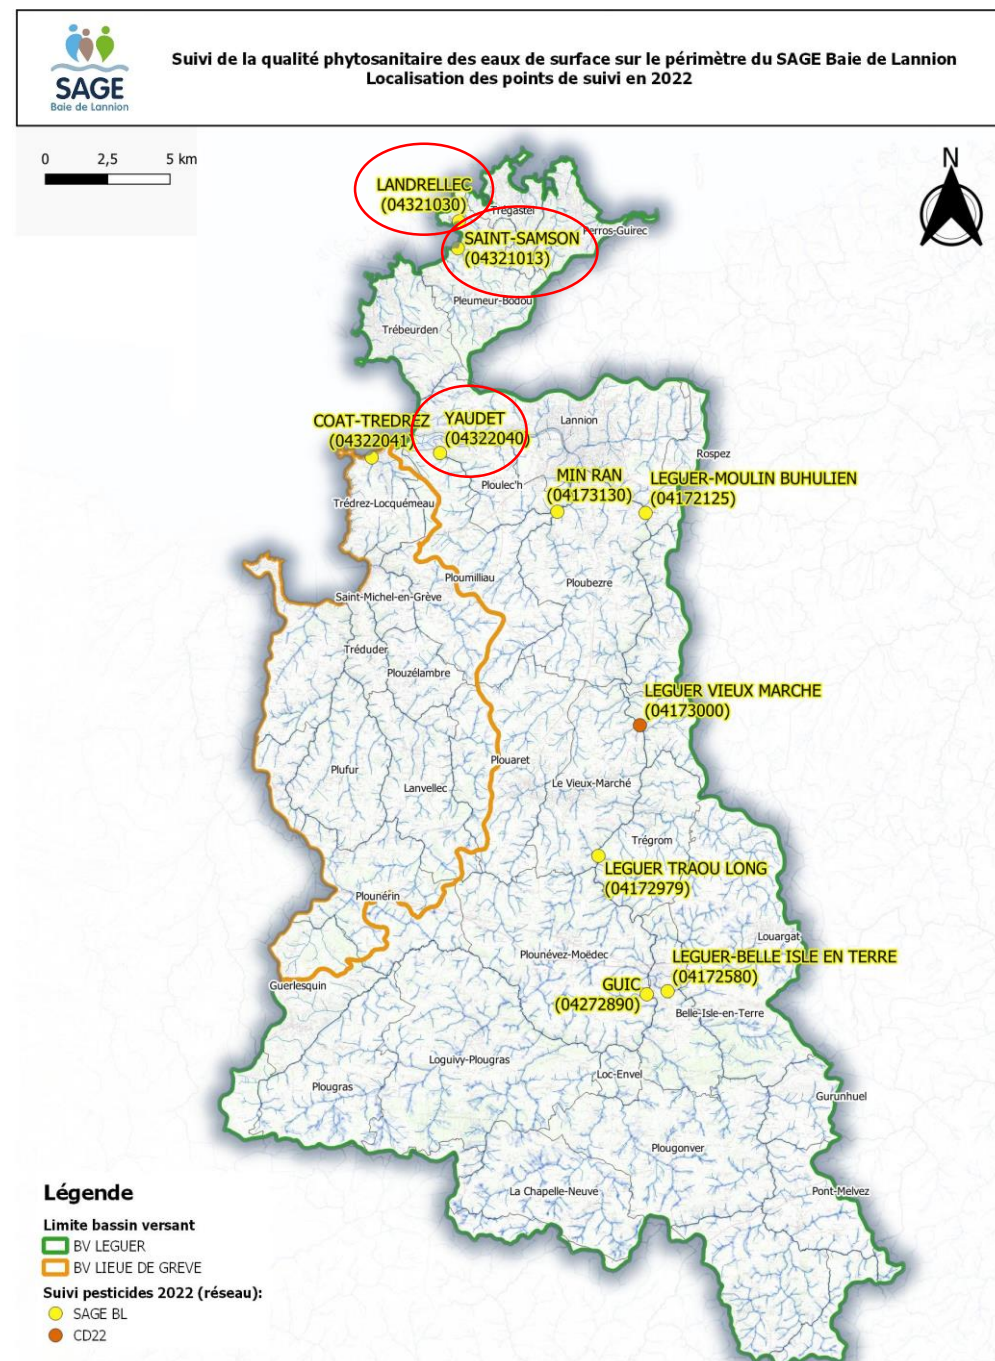 Suivi de la qualité phytosanitaire des eaux de surface sur le périmètre du SAGE Baie de Lannion
Localisation des points de suivi en 2022
SAGE
Baie de Lannion
0 2,5 5 km
N
LANDRELLEC
(04321030)
Trégastel
Perros-Guirec
SAINT-SAMSON
(04321013)
Pleumeur-Bodou
Trébeurden
COAT-TREDREZ
(04322041)
YAUDET
(04322040)
Lannion
Rospez
Ploulec'h
MIN RAN
(04173130)
LEGUER-MOULIN BUHULIEN
(04172125)
Trédrez-Locquémeau
Ploumilliau
Ploubezre
Saint-Michel-en-Grève
Tréduder
Plouzélambre
LEGUER VIEUX MARCHE
(04173000)
Plouaret
Plufur
Le Vieux-Marché
Lanvellec
Trégrom
LEGUER TRAOU LONG
(04172979)
Plounérin
Louargat
Plounévez-Moëdec
LEGUER-BELLE ISLE EN TERRE
(04172580)
GUIC
(04272890)
Guerlesquin
Belle-Isle-en-Terre
Loguivy-Plougras
Loc-Envel
Plougras
Gurunhuel
Plougonver
La Chapelle-Neuve
Pont-Melvez
Légende
Limite bassin versant
BV LEGUER
BV LIEUE DE GREVE
Suivi pesticides 2022 (réseau):
SAGE BL
CD22